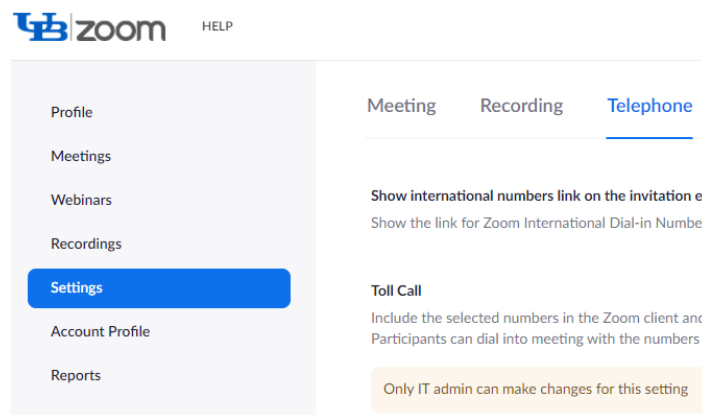 UB zoom HELP
Profile
Meetings
Webinars
Recordings
Settings
Account Profile
Reports
Meeting Recording Telephone
Show international numbers link on the invitation e
Show the link for Zoom International Dial-in Numbe
Toll Call
Include the selected numbers in the Zoom client and
Participants can dial into meeting with the numbers
Only IT admin can make changes for this setting